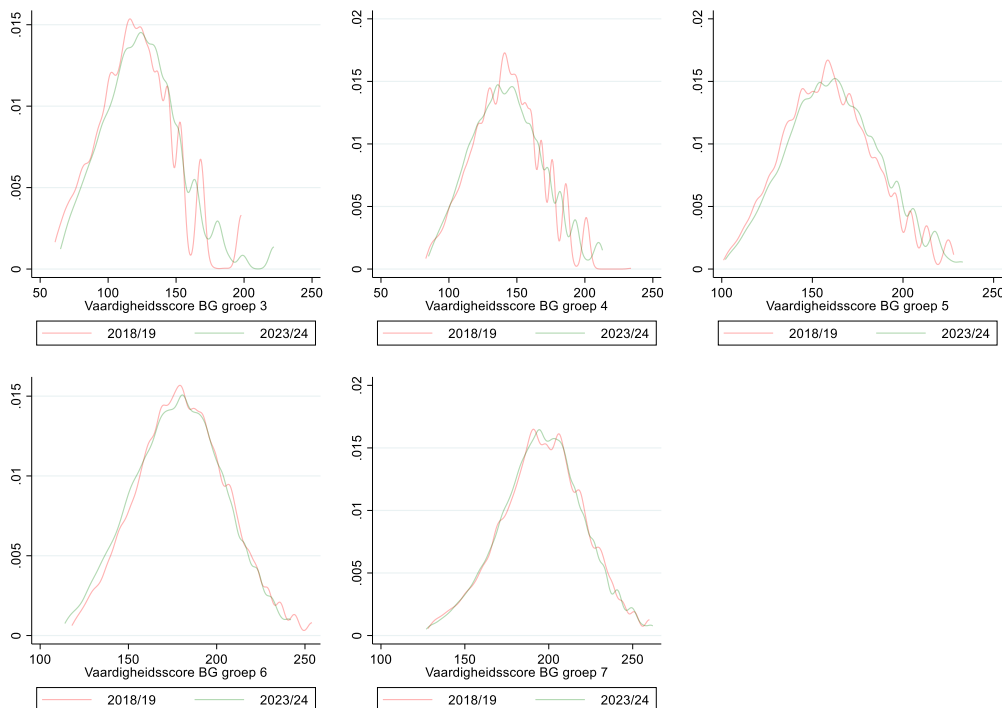 .015
.01
.005
0
50 100 150 200 250
Vaardigheidsscore BG groep 3
2018/19 2023/24
.02
.015
.01
.005
0
50 100 150 200 250
Vaardigheidsscore BG groep 4
2018/19 2023/24
.02
.015
.01
.005
0
100 150 200 250
Vaardigheidsscore BG groep 5
2018/19 2023/24
.015
.01
.005
0
100 150 200 250
Vaardigheidsscore BG groep 6
2018/19 2023/24
.02
.015
.01
.005
0
100 150 200 250
Vaardigheidsscore BG groep 7
2018/19 2023/24